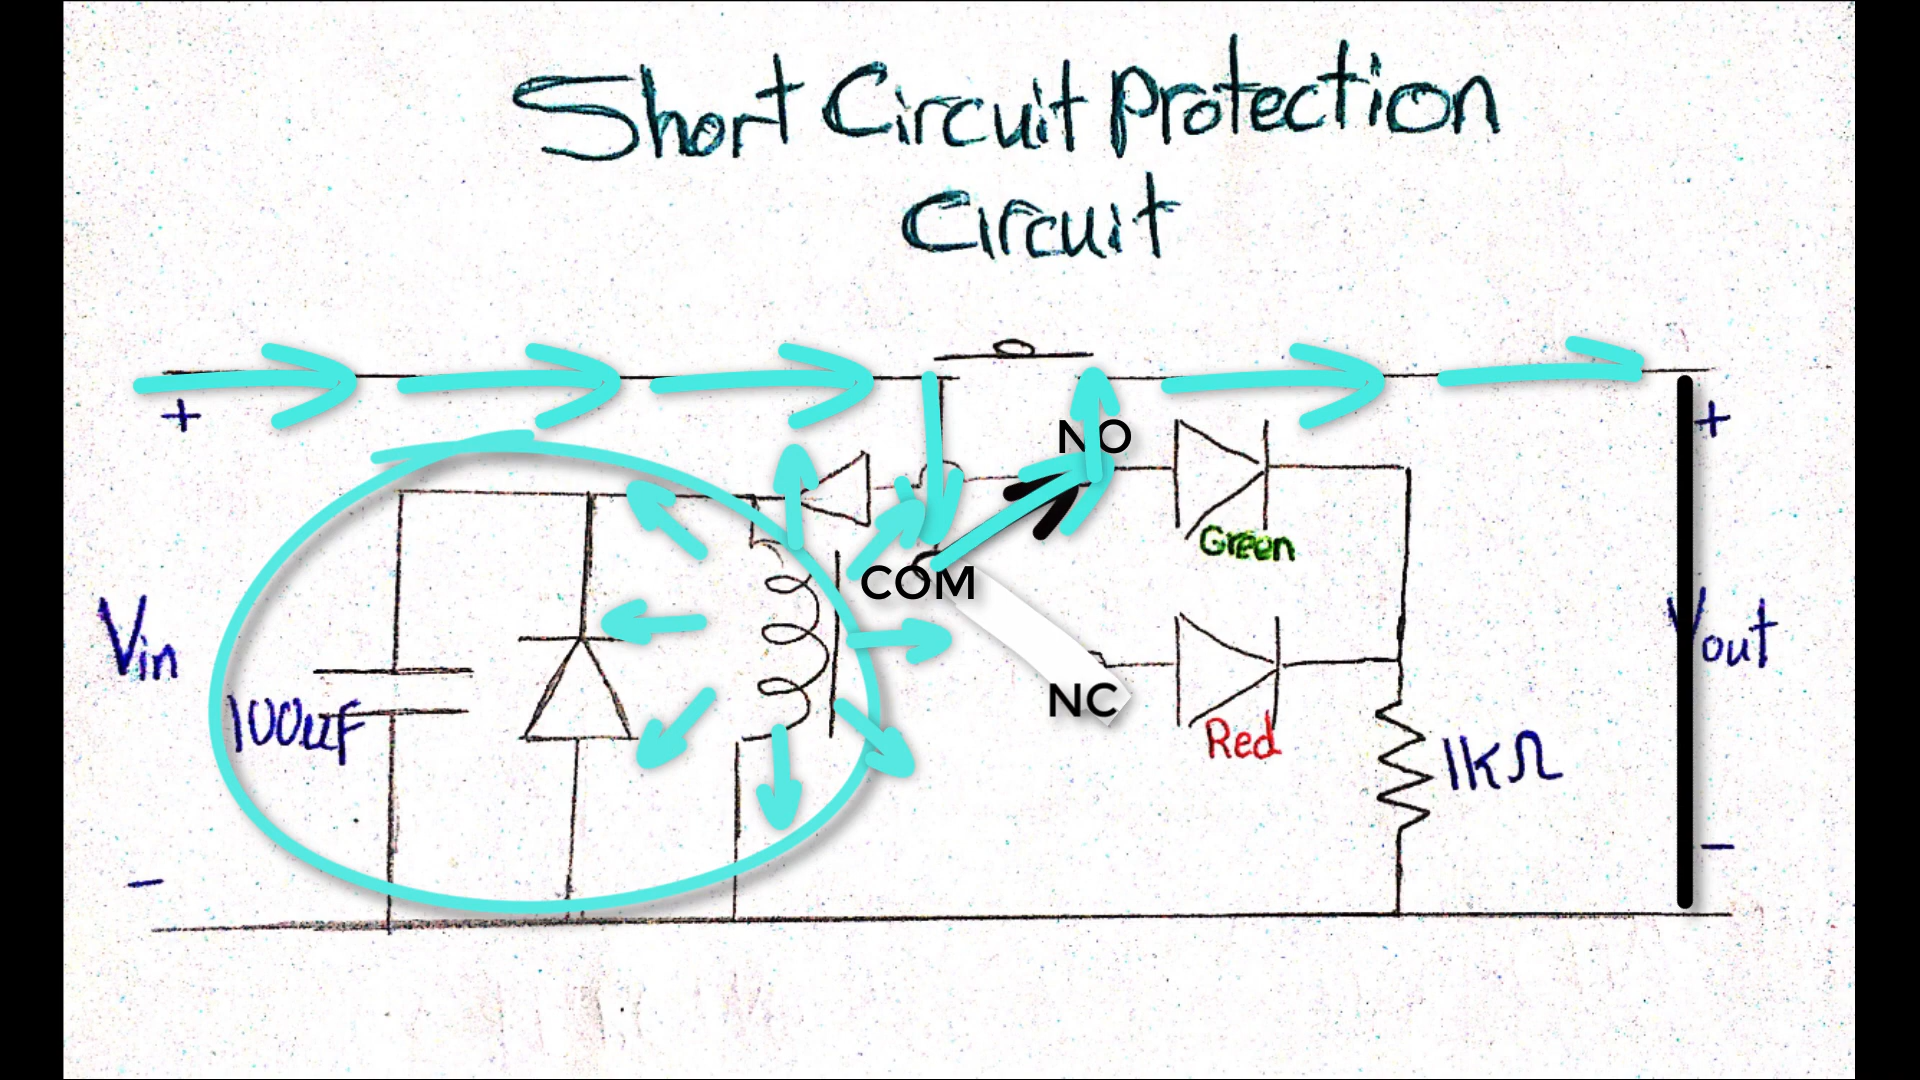 Short Circuit Protection
Circuit
+
+
NO
Green
COM
Vin
Vout
100uF
NC
Red
1kΩ
−
−